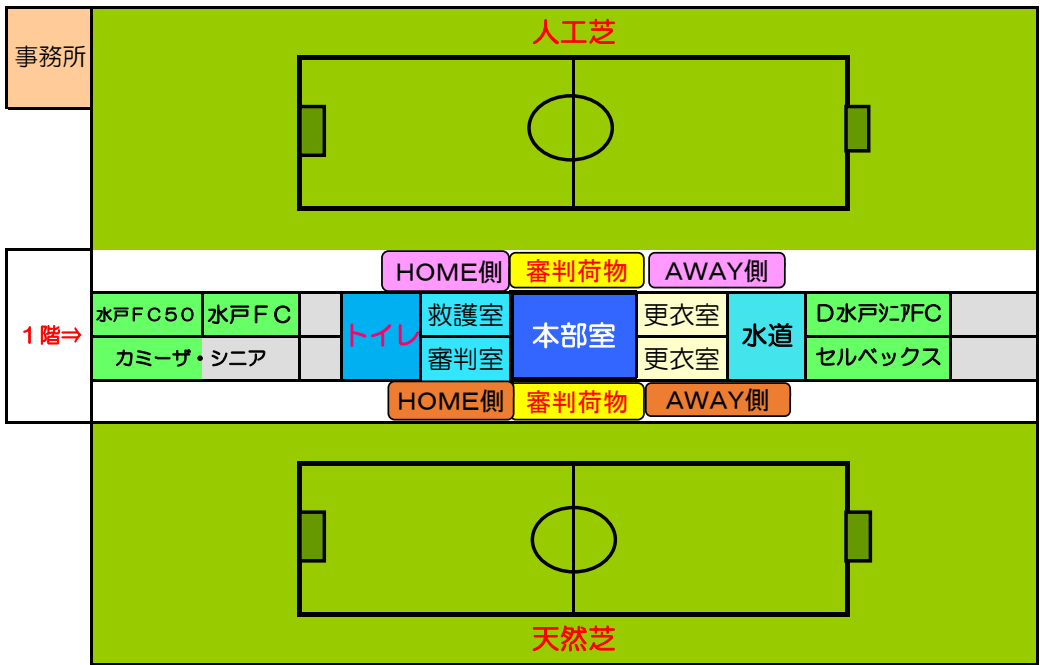 人工芝
事務所
HOME側 審判荷物 AWAY側
水戸ＦＣ５０ 水戸ＦＣ 救護室 更衣室 D水戸ｼﾆｱFC
１階⇒ トイレ 本部室 水道
カミーザ・シニア 審判室 更衣室 セルベックス
HOME側 審判荷物 AWAY側
天然芝